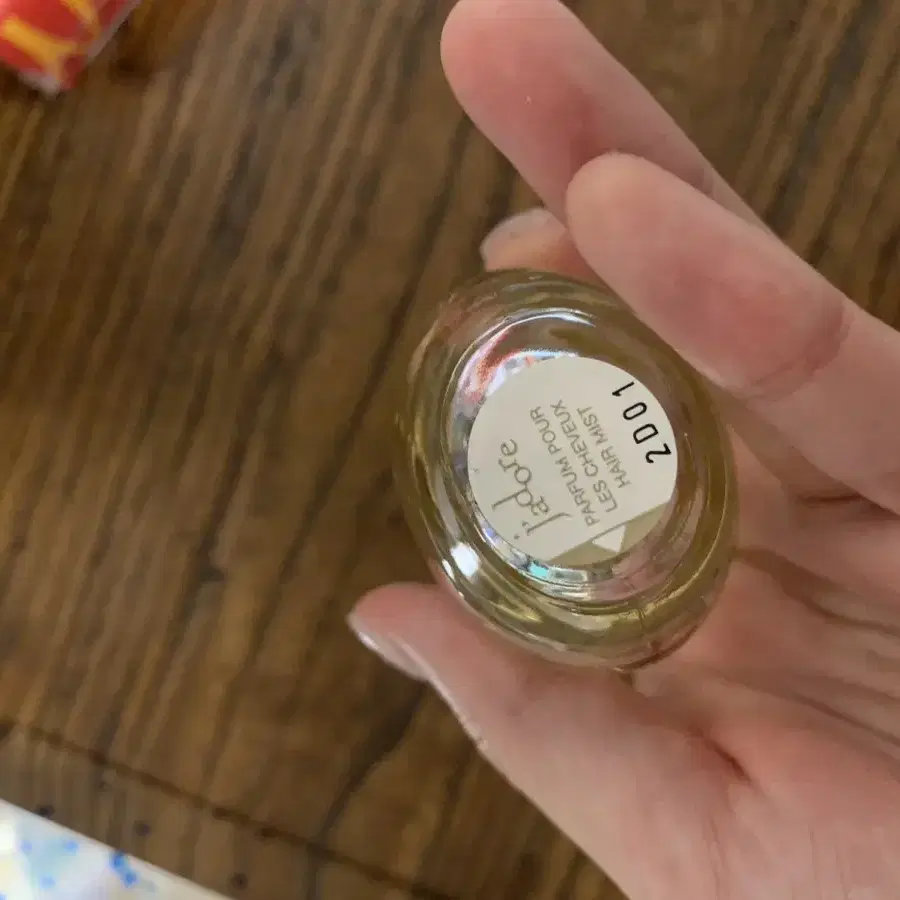 j'adore
PARFUM POUR
LES CHEVEUX
HAIR MIST
2D01